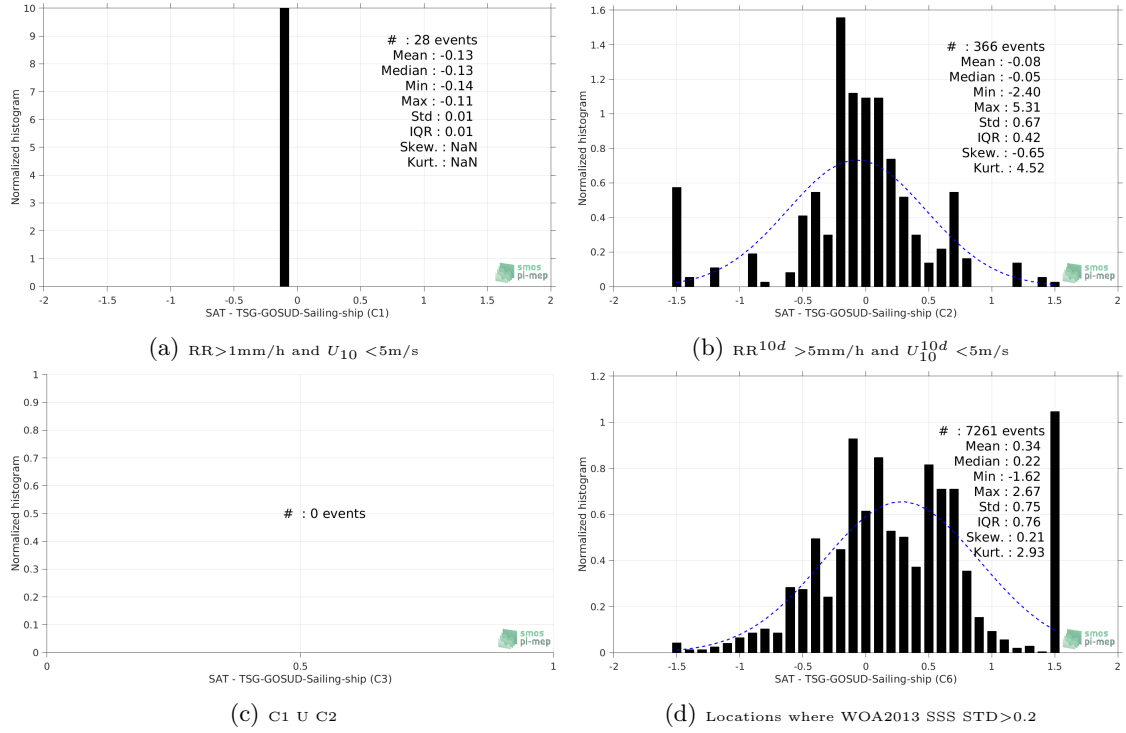 Normalized histogram
10
9
8
7
6
5
4
3
2
1
0
-2
-1.5
-1
-0.5
0
0.5
1
1.5
2
SAT - TSG-GOSUD-Sailing-ship (C1)
# : 28 events
Mean : -0.13
Median : -0.13
Min : -0.14
Max : -0.11
Std : 0.01
IQR : 0.01
Skew. : NaN
Kurt. : NaN
smos
pi-mep
(a) RR>1mm/h and U10 <5m/s
Normalized histogram
1.6
1.4
1.2
1
0.8
0.6
0.4
0.2
0
-2
-1.5
-1
-0.5
0
0.5
1
1.5
2
SAT - TSG-GOSUD-Sailing-ship (C2)
# : 366 events
Mean : -0.08
Median : -0.05
Min : -2.40
Max : 5.31
Std : 0.67
IQR : 0.42
Skew. : -0.65
Kurt. : 4.52
smos
pi-mep
(b) RR10d >5mm/h and U10d10 <5m/s
Normalized histogram
1
0.9
0.8
0.7
0.6
0.5
0.4
0.3
0.2
0.1
0
0
0.5
1
SAT - TSG-GOSUD-Sailing-ship (C3)
# : 0 events
smos
pi-mep
(c) C1 U C2
Normalized histogram
1.2
1
0.8
0.6
0.4
0.2
0
-2
-1.5
-1
-0.5
0
0.5
1
1.5
2
SAT - TSG-GOSUD-Sailing-ship (C6)
# : 7261 events
Mean : 0.34
Median : 0.22
Min : -1.62
Max : 2.67
Std : 0.75
IQR : 0.76
Skew. : 0.21
Kurt. : 2.93
smos
pi-mep
(d) Locations where WOA2013 SSS STD>0.2